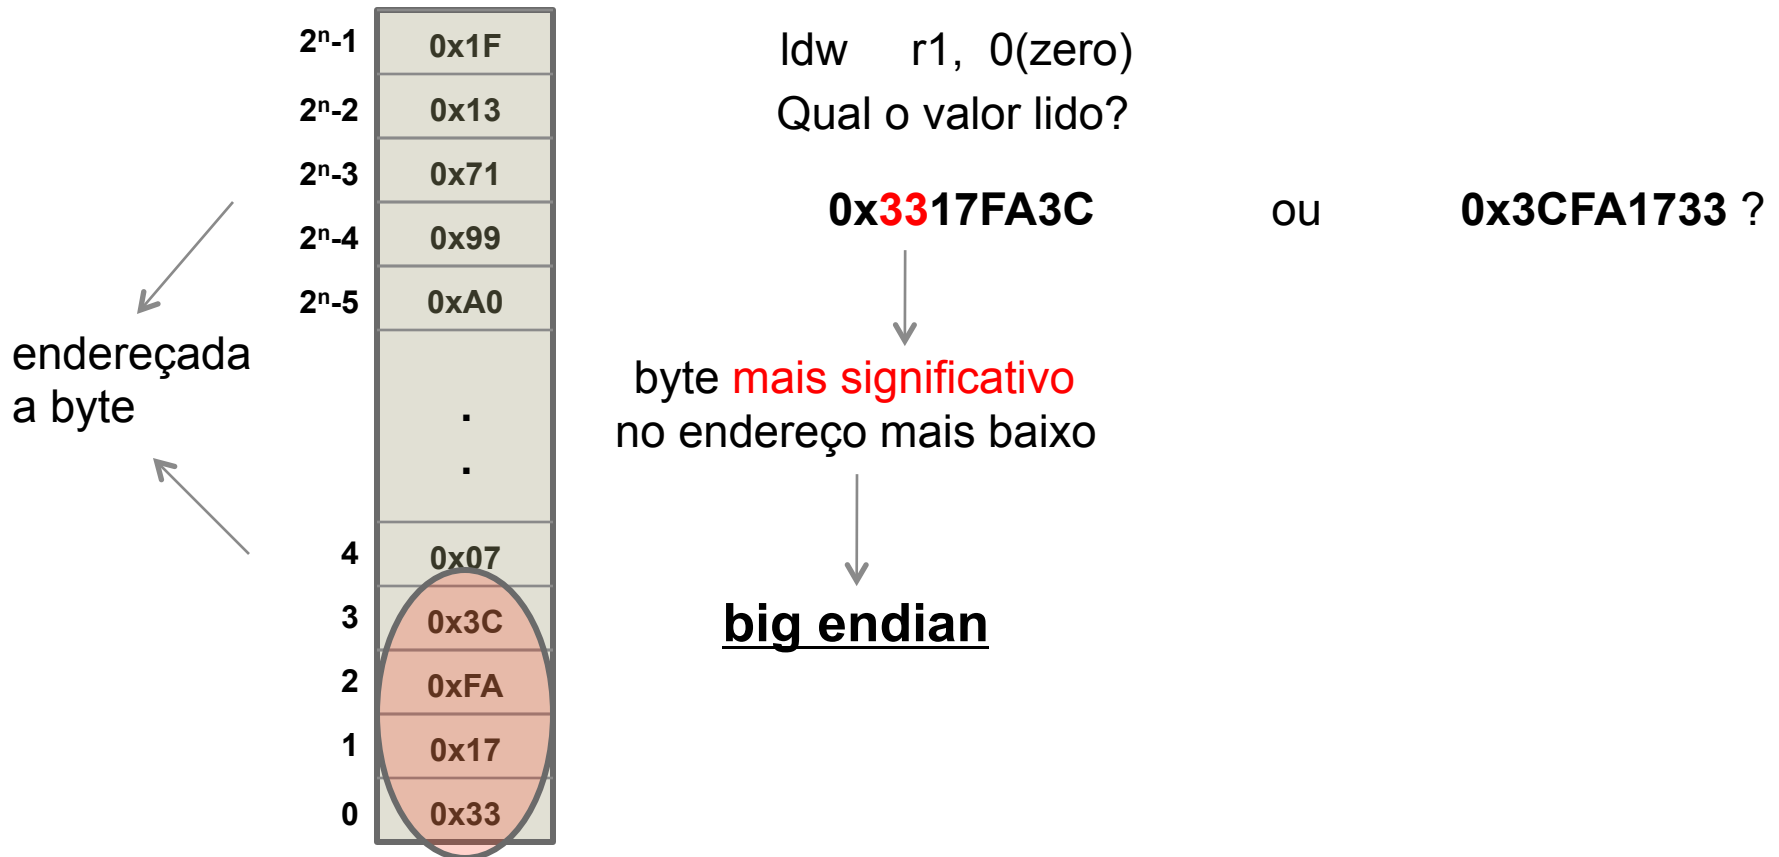 2ⁿ-1 0x1F
2ⁿ-2 0x13
2ⁿ-3 0x71
2ⁿ-4 0x99
2ⁿ-5 0xA0
.
.
4 0x07
3 0x3C
2 0xFA
1 0x17
0 0x33
endereçada
a byte
ldw r1, 0(zero)
Qual o valor lido?
0x3317FA3C ou 0x3CFA1733 ?
byte mais significativo
no endereço mais baixo
big endian